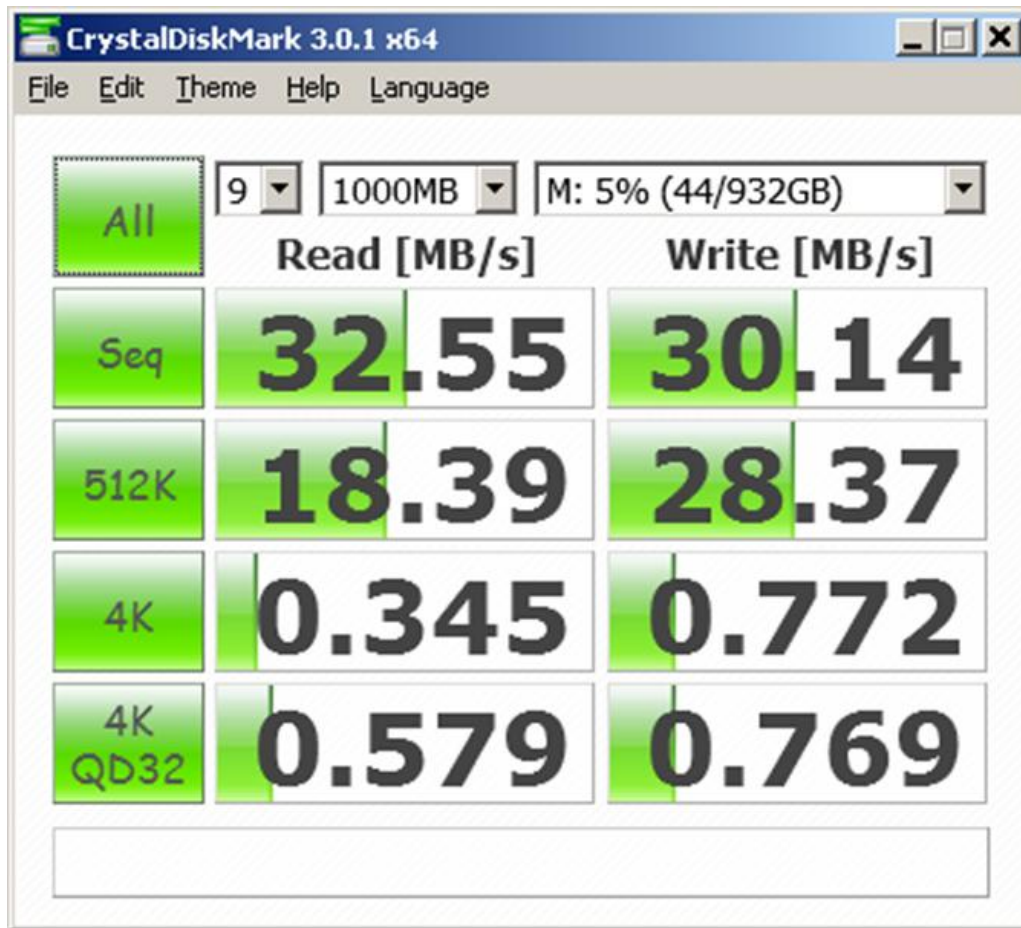 CrystalDiskMark 3.0.1 x64
File Edit Theme Help Language
All 9 1000MB M: 5% (44/932GB)
Read [MB/s] Write [MB/s]
Seq 32.55 30.14
512K 18.39 28.37
4K 0.345 0.772
4K QD32 0.579 0.769